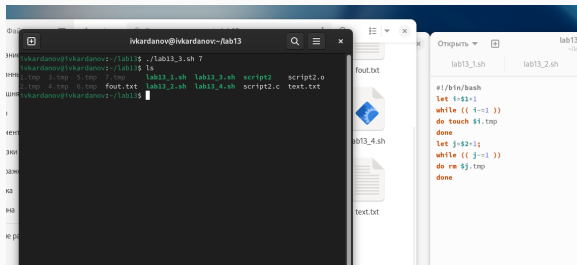 Фай
ivkardanov@ivkardanov:~/lab13
ivkardanov@ivkardanov:~/lab13$ ./lab13_3.sh 7
ivkardanov@ivkardanov:~/lab13$ ls
1.tmp 3.tmp 5.tmp 7.tmp lab13_1.sh lab13_3.sh script2 script2.o
2.tmp 4.tmp 6.tmp fout.txt lab13_2.sh lab13_4.sh script2.c text.txt
ivkardanov@ivkardanov:~/lab13$
fout.txt
ab13_4.sh
text.txt
Открыть
lab13
lab13_1.sh lab13_2.sh
#!/bin/bash
let i=$1+1
while (( i-=1 ))
do touch $i.tmp
done
let j=$2+1;
while (( j-=1 ))
do rm $j.tmp
done